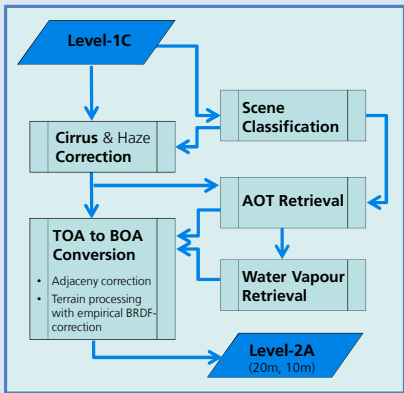 Level-1C
Scene
Classification
Cirrus & Haze
Correction
AOT Retrieval
TOA to BOA
Conversion
• Adjaceny correction
• Terrain processing
with empirical BRDF-
correction
Water Vapour
Retrieval
Level-2A
(20m, 10m)